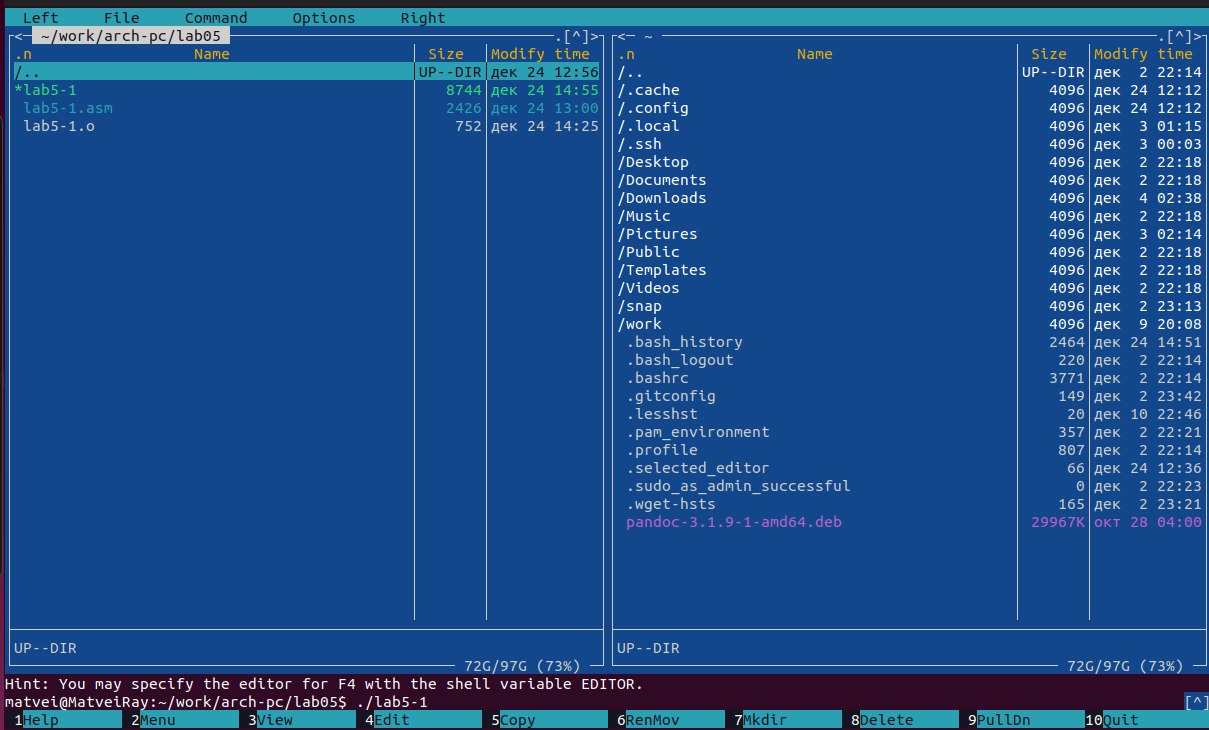 Left File Command Options Right
<─ ~/work/arch-pc/lab05 ─.[^]>
.n Name Size Modify time
/.. UP--DIR дек 24 12:56
*lab5-1 8744 дек 24 14:55
lab5-1.asm 2426 дек 24 13:00
lab5-1.o 752 дек 24 14:25
UP--DIR
72G/97G (73%)
<─ ~ ─.[^]>
.n Name Size Modify time
/.. UP--DIR дек 2 22:14
/.cache 4096 дек 24 12:12
/.config 4096 дек 24 12:12
/.local 4096 дек 3 01:15
/.ssh 4096 дек 3 00:03
/Desktop 4096 дек 2 22:18
/Documents 4096 дек 2 22:18
/Downloads 4096 дек 4 02:38
/Music 4096 дек 2 22:18
/Pictures 4096 дек 3 02:14
/Public 4096 дек 2 22:18
/Templates 4096 дек 2 22:18
/Videos 4096 дек 2 22:18
/snap 4096 дек 2 23:13
/work 4096 дек 9 20:08
.bash_history 2464 дек 24 14:51
.bash_logout 220 дек 2 22:14
.bashrc 3771 дек 2 22:14
.gitconfig 149 дек 2 23:42
.lesshst 20 дек 10 22:46
.pam_environment 357 дек 2 22:21
.profile 807 дек 2 22:14
.selected_editor 66 дек 24 12:36
.sudo_as_admin_successful 0 дек 2 22:23
.wget-hsts 165 дек 2 23:21
pandoc-3.1.9-1-amd64.deb 29967K окт 28 04:00
UP--DIR
72G/97G (73%)
Hint: You may specify the editor for F4 with the shell variable EDITOR.
matvei@MatveiRay:~/work/arch-pc/lab05$ ./lab5-1 [^]
1Help 2Menu 3View 4Edit 5Copy 6RenMov 7Mkdir 8Delete 9PullDn 10Quit